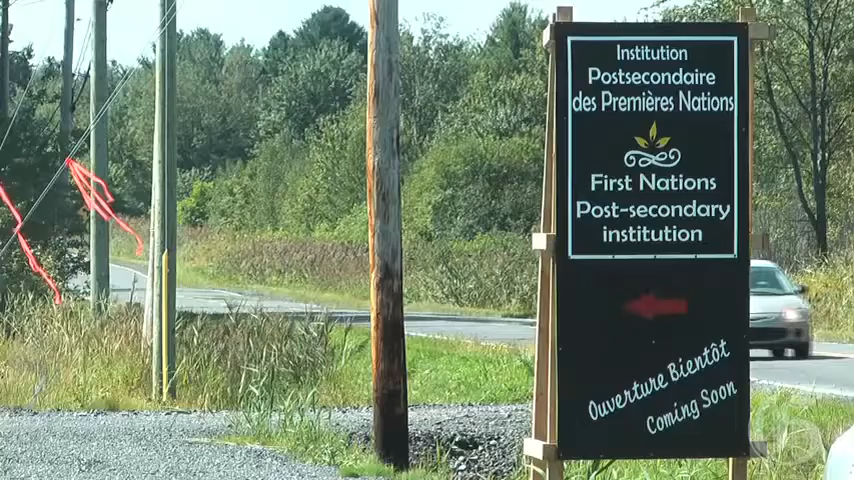 Institution
Postsecondaire
des Premières Nations
First Nations
Post-secondary
institution
Ouverture Bientôt
Coming Soon